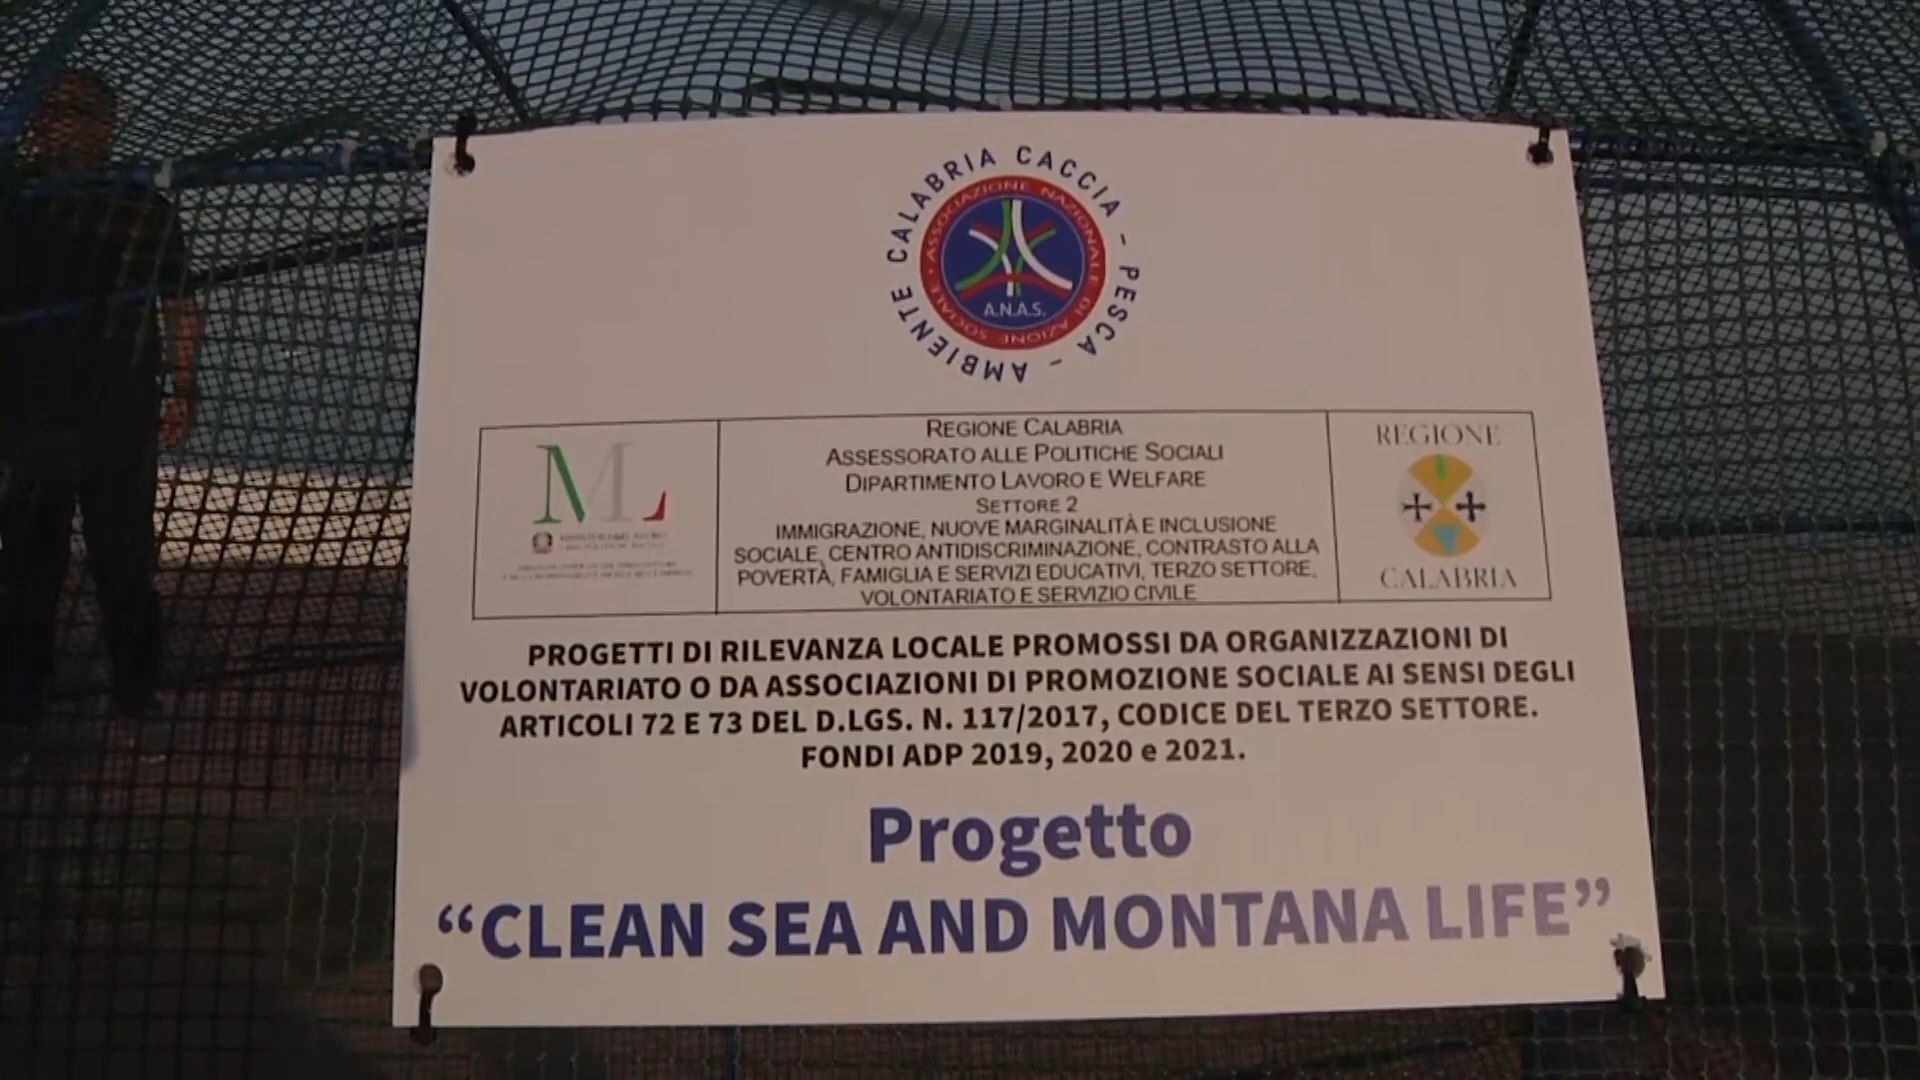 AMBIENTE CALABRIA CACCIA - PESCA -
ASSOCIAZIONE NAZIONALE DI AZIONE SOCIALE
A.N.A.S.
ML
REGIONE CALABRIA
ASSESSORATO ALLE POLITICHE SOCIALI
DIPARTIMENTO LAVORO E WELFARE
SETTORE 2
IMMIGRAZIONE, NUOVE MARGINALITÀ E INCLUSIONE
SOCIALE, CENTRO ANTIDISCRIMINAZIONE, CONTRASTO ALLA
POVERTÀ, FAMIGLIA E SERVIZI EDUCATIVI, TERZO SETTORE,
VOLONTARIATO E SERVIZIO CIVILE
REGIONE
CALABRIA
PROGETTI DI RILEVANZA LOCALE PROMOSSI DA ORGANIZZAZIONI DI
VOLONTARIATO O DA ASSOCIAZIONI DI PROMOZIONE SOCIALE AI SENSI DEGLI
ARTICOLI 72 E 73 DEL D.LGS. N. 117/2017, CODICE DEL TERZO SETTORE.
FONDI ADP 2019, 2020 e 2021.
Progetto
“CLEAN SEA AND MONTANA LIFE”